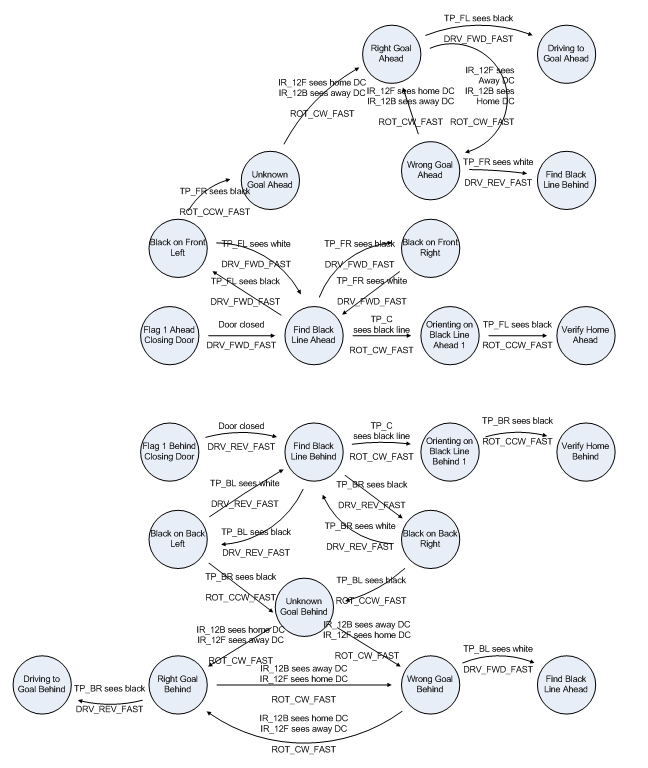 TP_FL sees black
DRV_FWD_FAST
Right Goal
Ahead
Driving to
Goal Ahead
IR_12F sees
Away DC
IR_12B sees
Home DC
ROT_CW_FAST
IR_12F sees home DC
IR_12B sees away DC
ROT_CW_FAST
IR_12F sees home DC
IR_12B sees away DC
ROT_CW_FAST
Unknown
Goal Ahead
Wrong Goal
Ahead
TP_FR sees white
DRV_REV_FAST
Find Black
Line Behind
TP_FR sees black
ROT_CCW_FAST
Black on Front
Left
TP_FL sees white
DRV_FWD_FAST
TP_FR sees black
DRV_FWD_FAST
Black on Front
Right
TP_FL sees black
DRV_FWD_FAST
TP_FR sees white
DRV_FWD_FAST
Flag 1 Ahead
Closing Door
Door closed
DRV_FWD_FAST
Find Black
Line Ahead
TP_C
sees black line
ROT_CW_FAST
Orienting on
Black Line
Ahead 1
TP_FL sees black
ROT_CCW_FAST
Verify Home
Ahead
Flag 1 Behind
Closing Door
Door closed
DRV_REV_FAST
Find Black
Line Behind
TP_C
sees black line
ROT_CW_FAST
Orienting on
Black Line
Behind 1
TP_BR sees black
ROT_CCW_FAST
Verify Home
Behind
TP_BL sees white
DRV_REV_FAST
TP_BR sees black
DRV_REV_FAST
Black on Back
Left
TP_BL sees black
DRV_REV_FAST
TP_BR sees white
DRV_REV_FAST
Black on Back
Right
TP_BR sees black
ROT_CCW_FAST
TP_BL sees black
ROT_CCW_FAST
Unknown
Goal Behind
IR_12B sees home DC
IR_12F sees away DC
ROT_CW_FAST
IR_12B sees away DC
IR_12F sees home DC
ROT_CW_FAST
Driving to
Goal Behind
TP_BR sees black
DRV_REV_FAST
Right Goal
Behind
IR_12B sees away DC
IR_12F sees home DC
ROT_CW_FAST
Wrong Goal
Behind
TP_BL sees white
DRV_FWD_FAST
Find Black
Line Ahead
IR_12B sees home DC
IR_12F sees away DC
ROT_CW_FAST